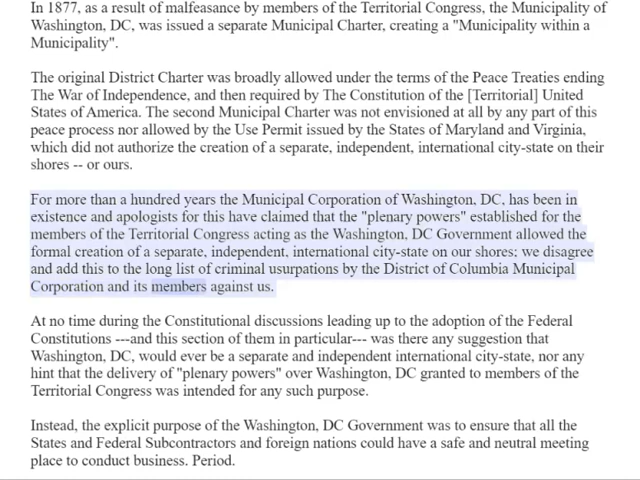 In 1877, as a result of malfeasance by members of the Territorial Congress, the Municipality of
Washington, DC, was issued a separate Municipal Charter, creating a "Municipality within a
Municipality".
The original District Charter was broadly allowed under the terms of the Peace Treaties ending
The War of Independence, and then required by The Constitution of the [Territorial] United
States of America. The second Municipal Charter was not envisioned at all by any part of this
peace process nor allowed by the Use Permit issued by the States of Maryland and Virginia,
which did not authorize the creation of a separate, independent, international city-state on their
shores -- or ours.
For more than a hundred years the Municipal Corporation of Washington, DC, has been in
existence and apologists for this have claimed that the "plenary powers" established for the
members of the Territorial Congress acting as the Washington, DC Government allowed the
formal creation of a separate, independent, international city-state on our shores; we disagree
and add this to the long list of criminal usurpations by the District of Columbia Municipal
Corporation and its members against us.
At no time during the Constitutional discussions leading up to the adoption of the Federal
Constitutions ---and this section of them in particular--- was there any suggestion that
Washington, DC, would ever be a separate and independent international city-state, nor any
hint that the delivery of "plenary powers" over Washington, DC granted to members of the
Territorial Congress was intended for any such purpose.
Instead, the explicit purpose of the Washington, DC Government was to ensure that all the
States and Federal Subcontractors and foreign nations could have a safe and neutral meeting
place to conduct business. Period.